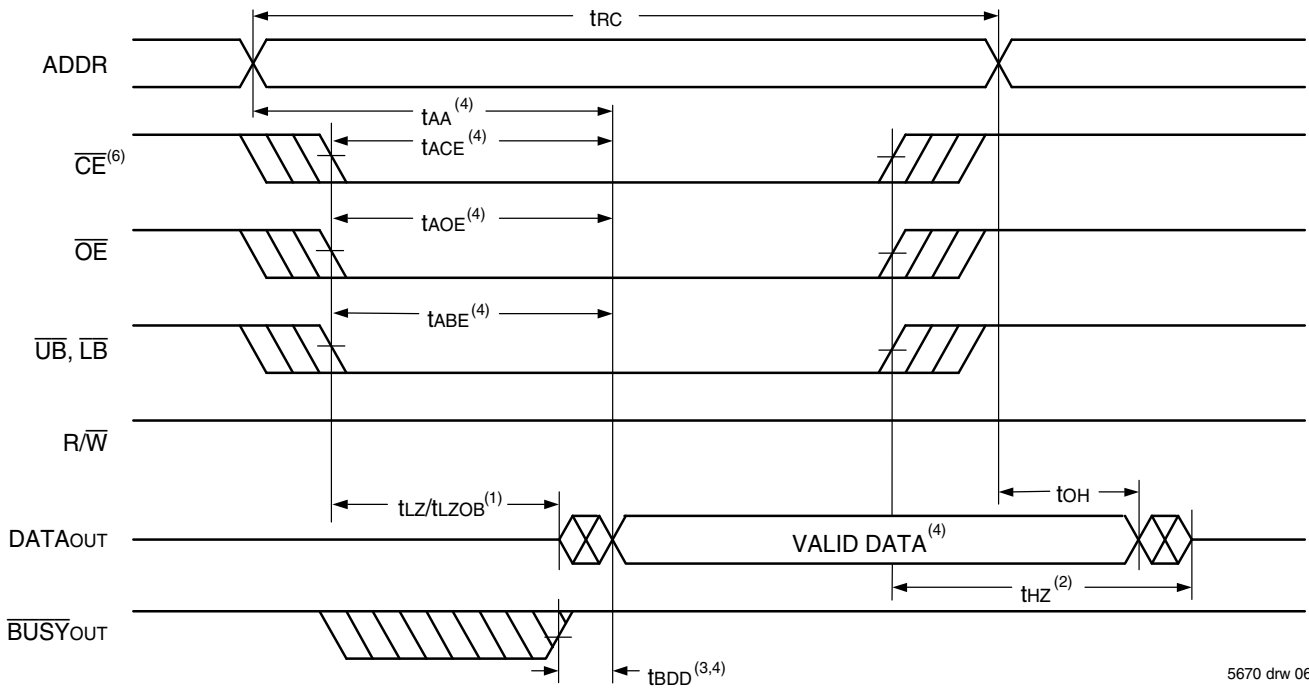 tRC
ADDR
tAA(4)
CE(6)
tACE(4)
OE
tAOE(4)
UB, LB
tABE(4)
R/W
tLZ/tLZOB(1)
tOH
DATAOUT
VALID DATA(4)
tHZ(2)
BUSYOUT
tBDD(3,4)
5670 drw 06